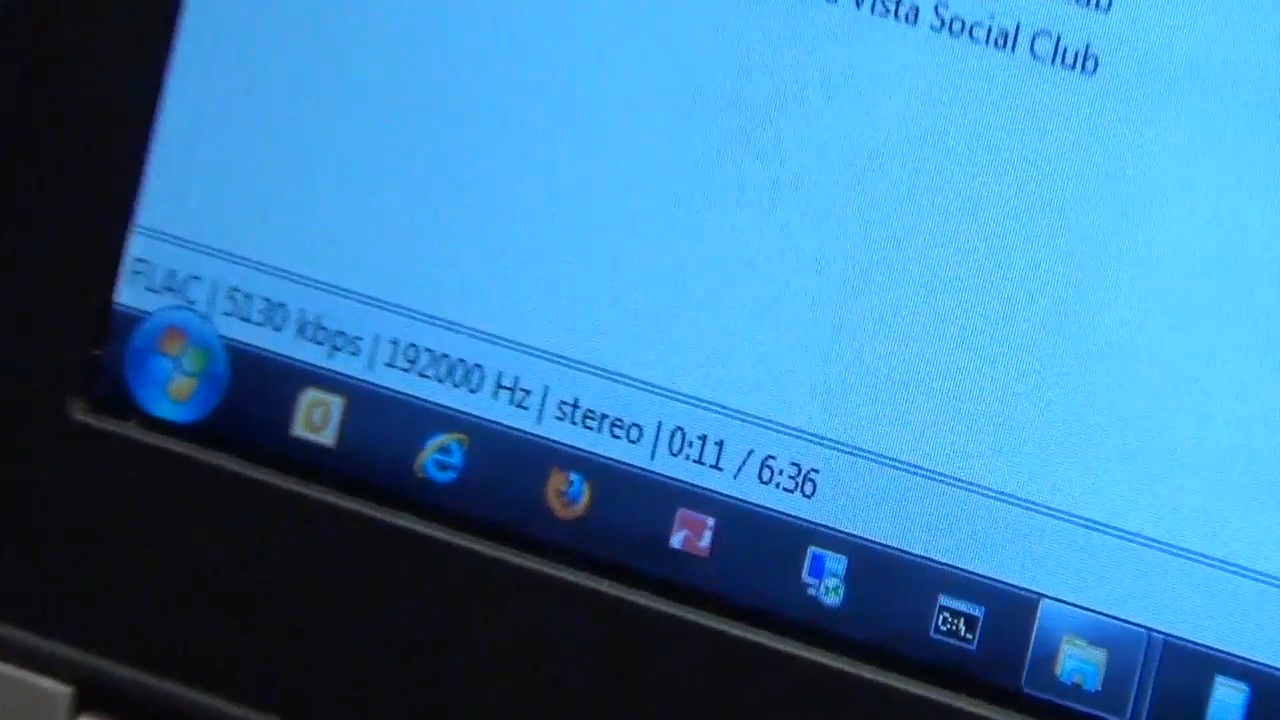 Vista Social Club
FLAC | 5130 kbps | 192000 Hz | stereo | 0:11 / 6:36
C:\._